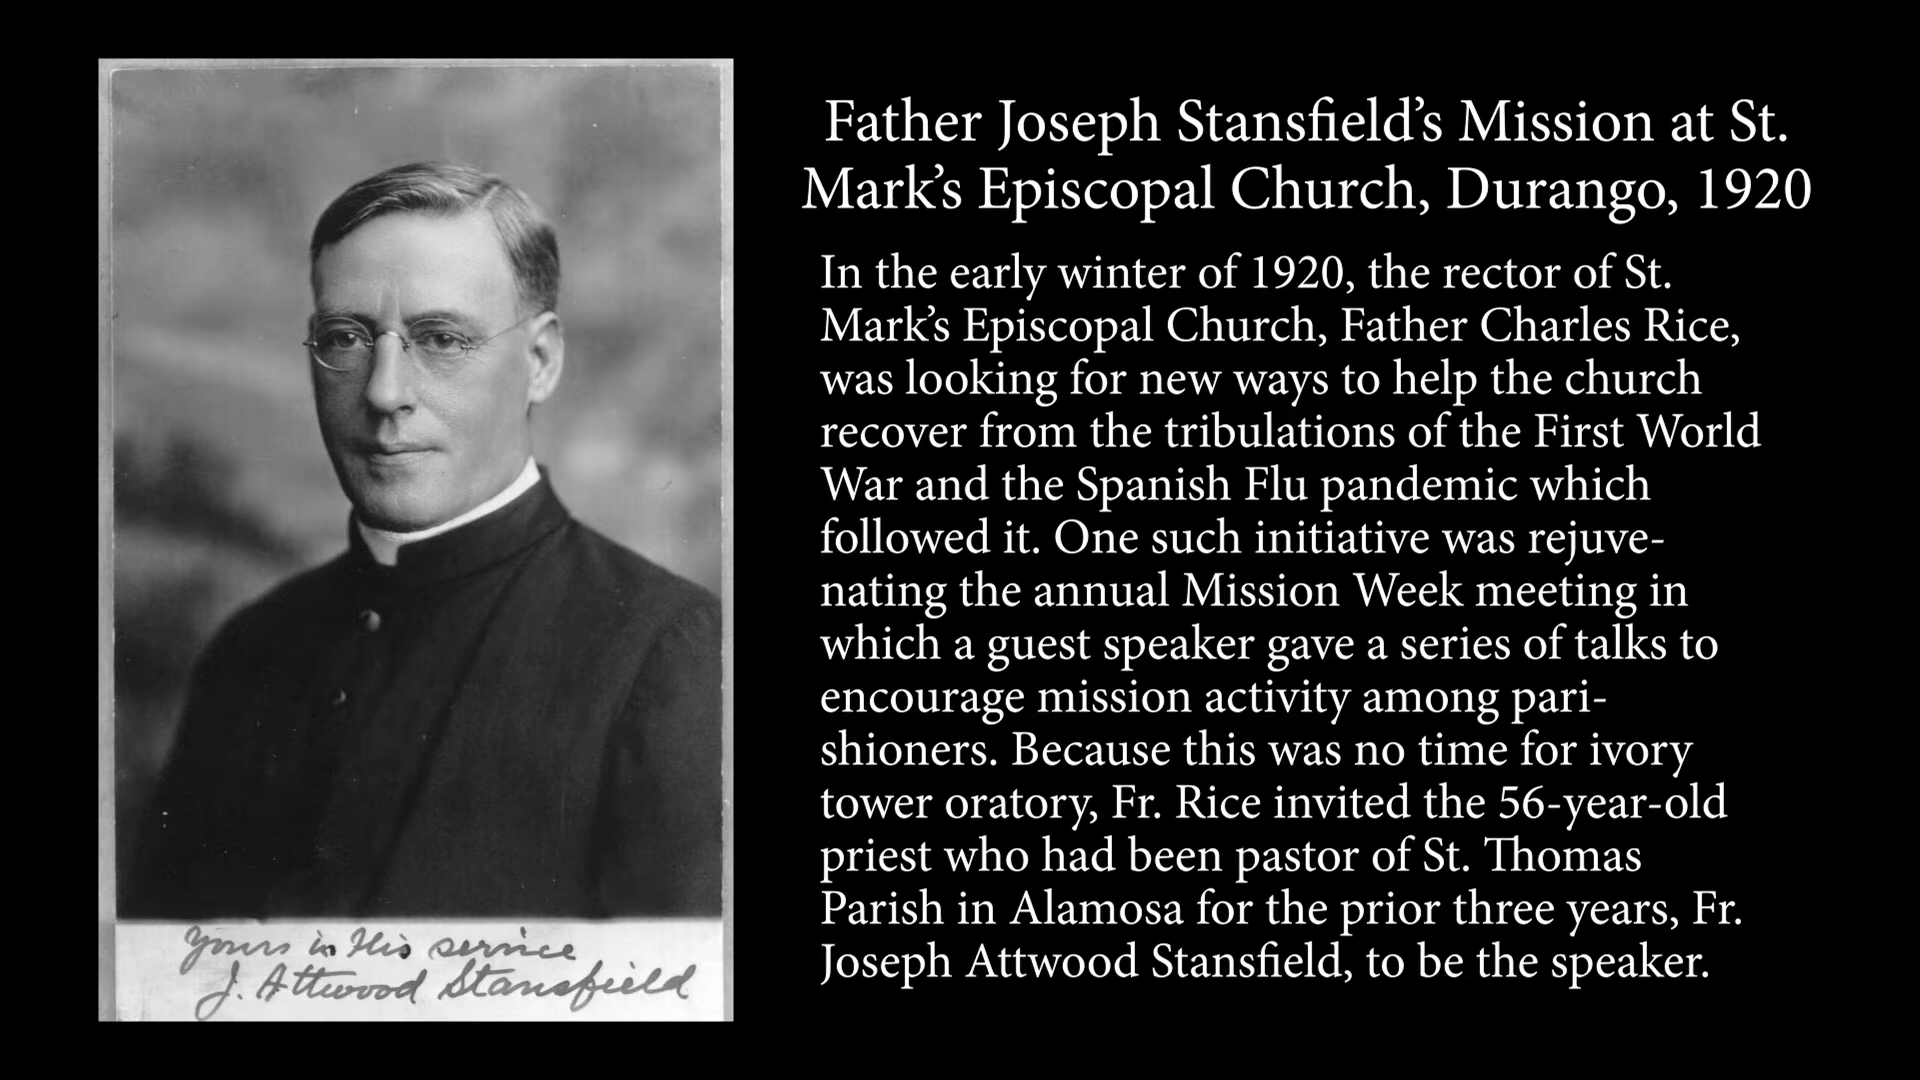 Father Joseph Stansfield’s Mission at St.
Mark’s Episcopal Church, Durango, 1920
In the early winter of 1920, the rector of St.
Mark’s Episcopal Church, Father Charles Rice,
was looking for new ways to help the church
recover from the tribulations of the First World
War and the Spanish Flu pandemic which
followed it. One such initiative was rejuve-
nating the annual Mission Week meeting in
which a guest speaker gave a series of talks to
encourage mission activity among pari-
shioners. Because this was no time for ivory
tower oratory, Fr. Rice invited the 56-year-old
priest who had been pastor of St. Thomas
Parish in Alamosa for the prior three years, Fr.
Joseph Attwood Stansfield, to be the speaker.
yours in His service
J. Attwood Stansfield